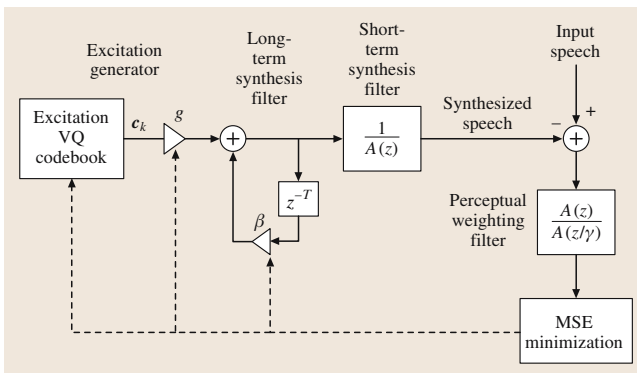 Excitation
generator
Long-
term
synthesis
filter
Short-
term
synthesis
filter
Input
speech
Excitation
VQ
codebook
c_k
g
+
1
A(z)
Synthesized
speech
−
+
+
z^{−T}
β
Perceptual
weighting
filter
A(z)
A(z/γ)
MSE
minimization